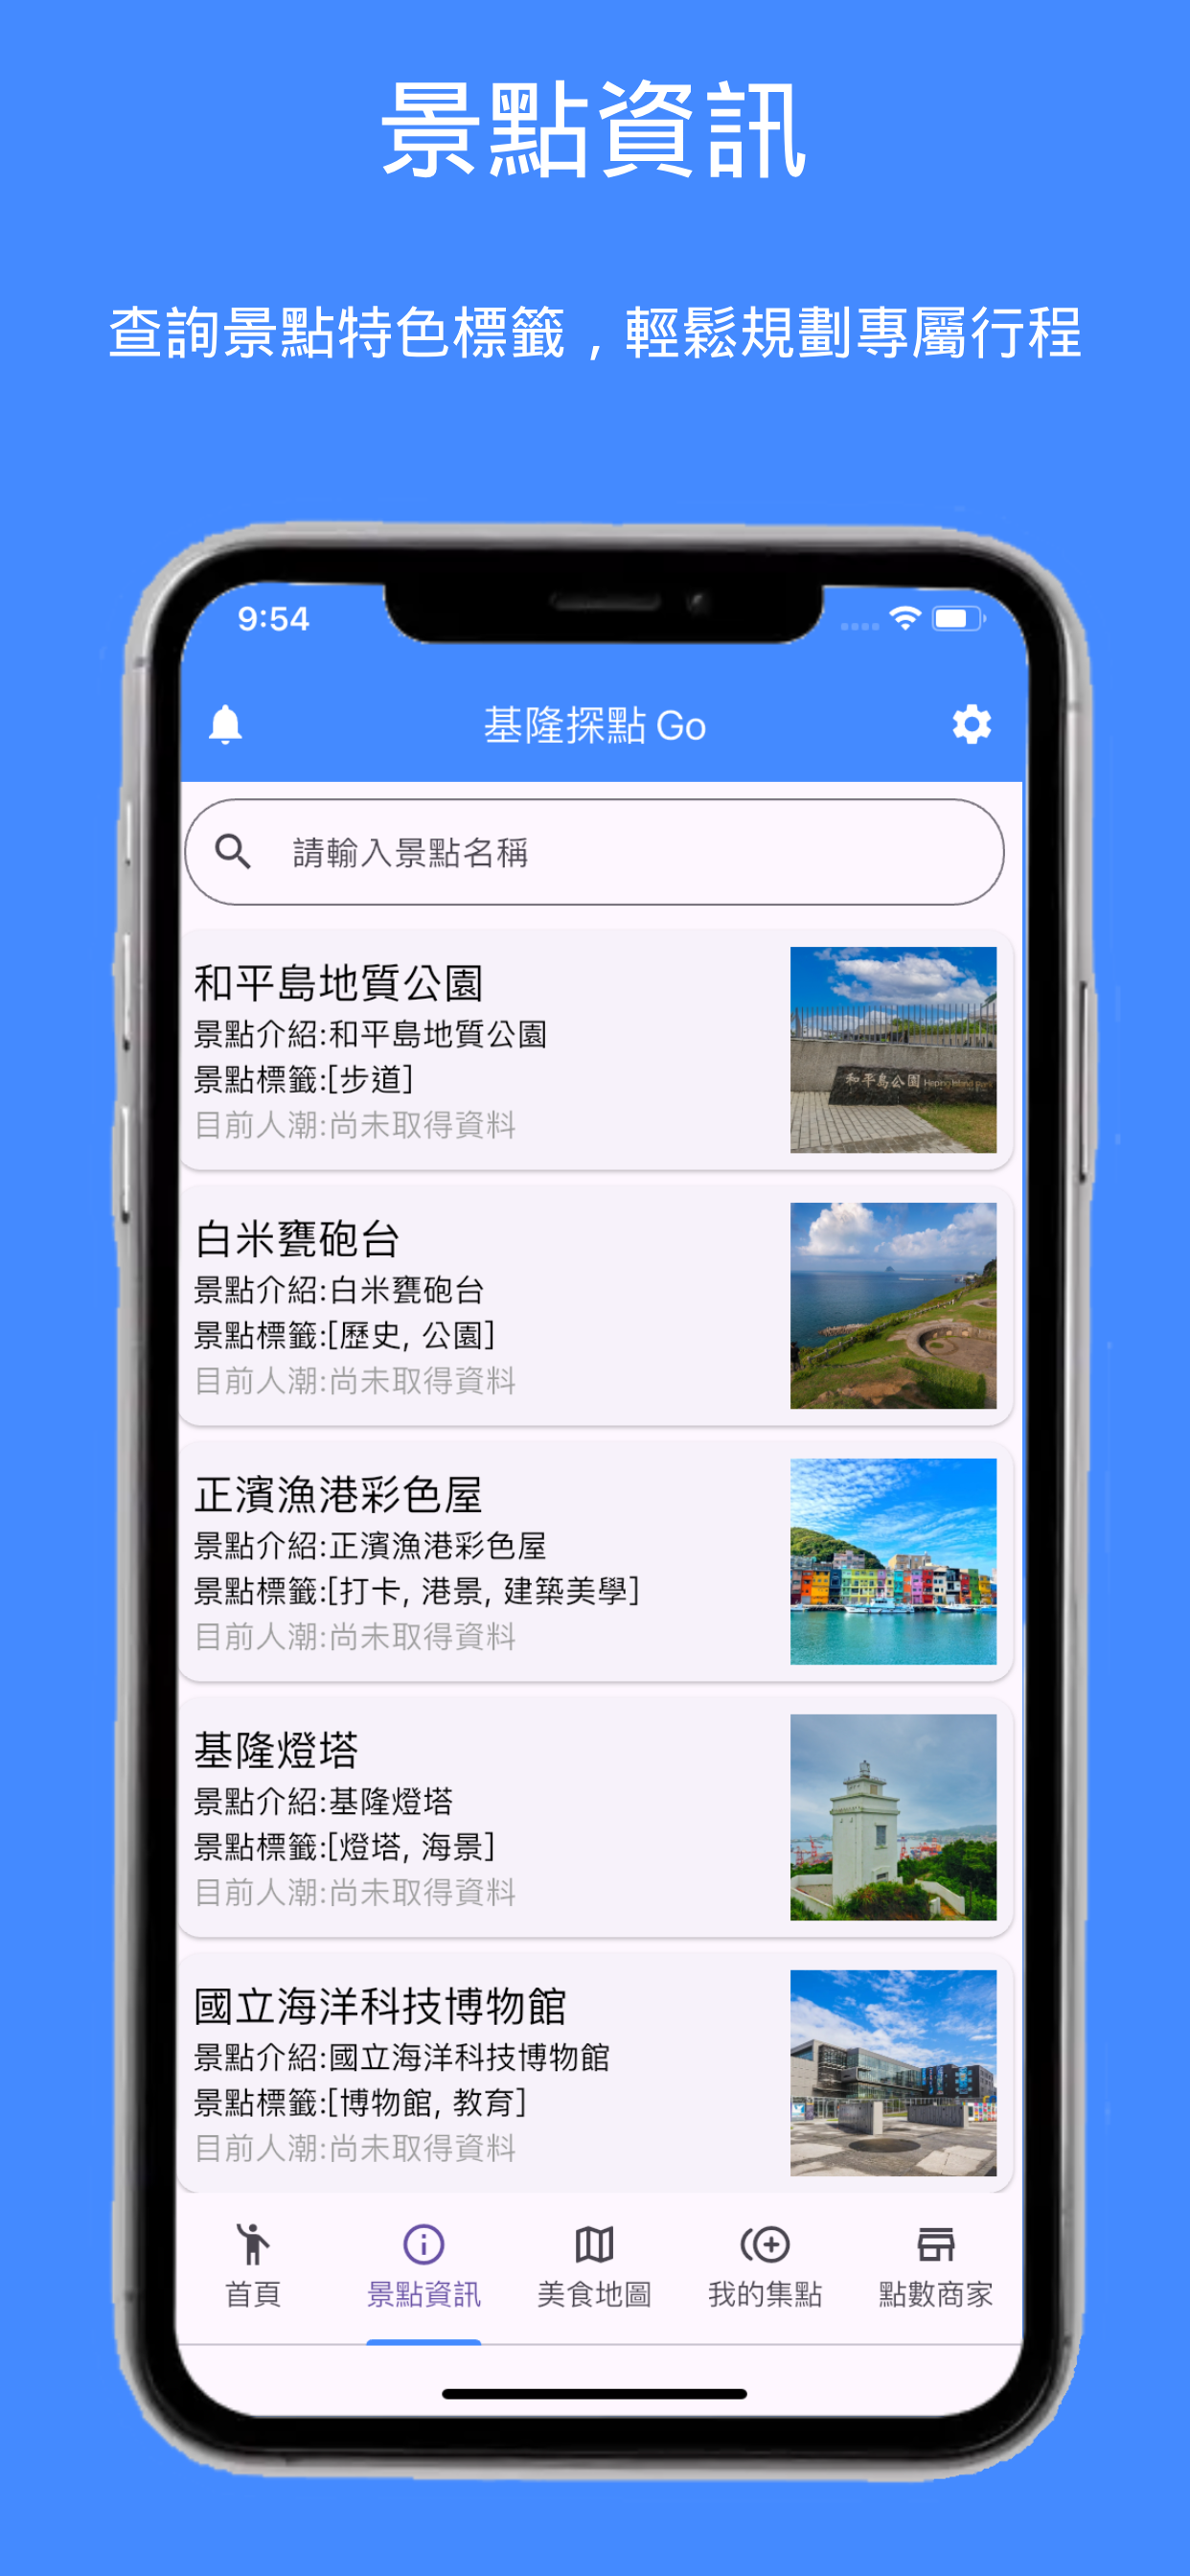 景點資訊
查詢景點特色標籤，輕鬆規劃專屬行程
9:54
基隆探點 Go
請輸入景點名稱
和平島地質公園
景點介紹:和平島地質公園
景點標籤:[步道]
目前人潮:尚未取得資料
和平島公園 Heping Island Park
白米甕砲台
景點介紹:白米甕砲台
景點標籤:[歷史, 公園]
目前人潮:尚未取得資料
正濱漁港彩色屋
景點介紹:正濱漁港彩色屋
景點標籤:[打卡, 港景, 建築美學]
目前人潮:尚未取得資料
基隆燈塔
景點介紹:基隆燈塔
景點標籤:[燈塔, 海景]
目前人潮:尚未取得資料
國立海洋科技博物館
景點介紹:國立海洋科技博物館
景點標籤:[博物館, 教育]
目前人潮:尚未取得資料
首頁
景點資訊
美食地圖
我的集點
點數商家